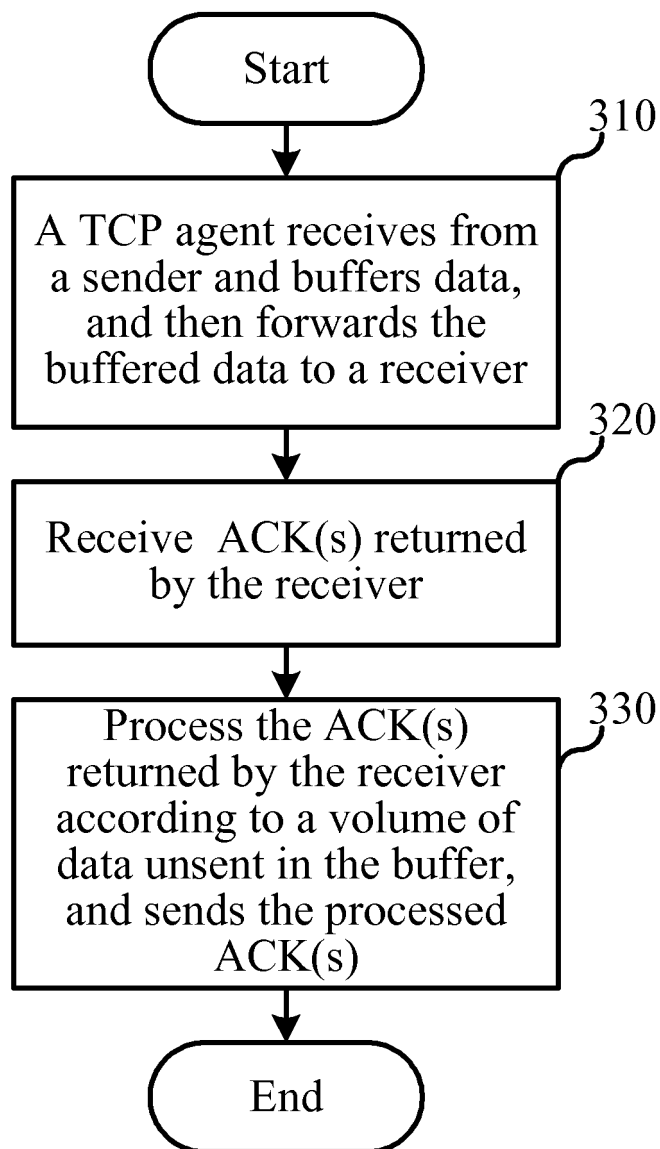 Start
310
A TCP agent receives from
a sender and buffers data,
and then forwards the
buffered data to a receiver
320
Receive ACK(s) returned
by the receiver
330
Process the ACK(s)
returned by the receiver
according to a volume of
data unsent in the buffer,
and sends the processed
ACK(s)
End